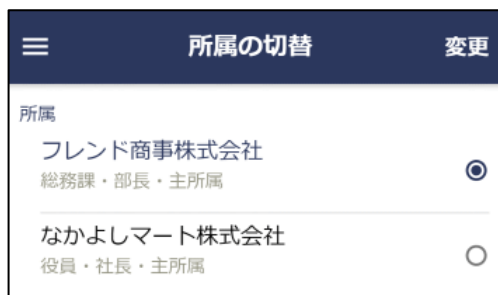 所属の切替
変更
所属
フレンド商事株式会社
総務課・部長・主所属
なかよしマート株式会社
役員・社長・主所属